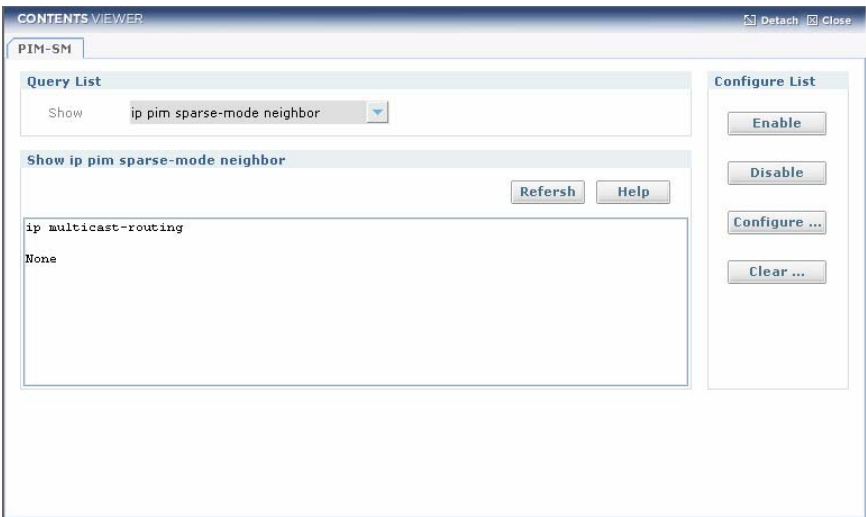 CONTENTS VIEWER
Detach Close
PIM-SM
Query List
Show ip pim sparse-mode neighbor
Show ip pim sparse-mode neighbor
Refersh Help
ip multicast-routing
None
Configure List
Enable
Disable
Configure ...
Clear ...